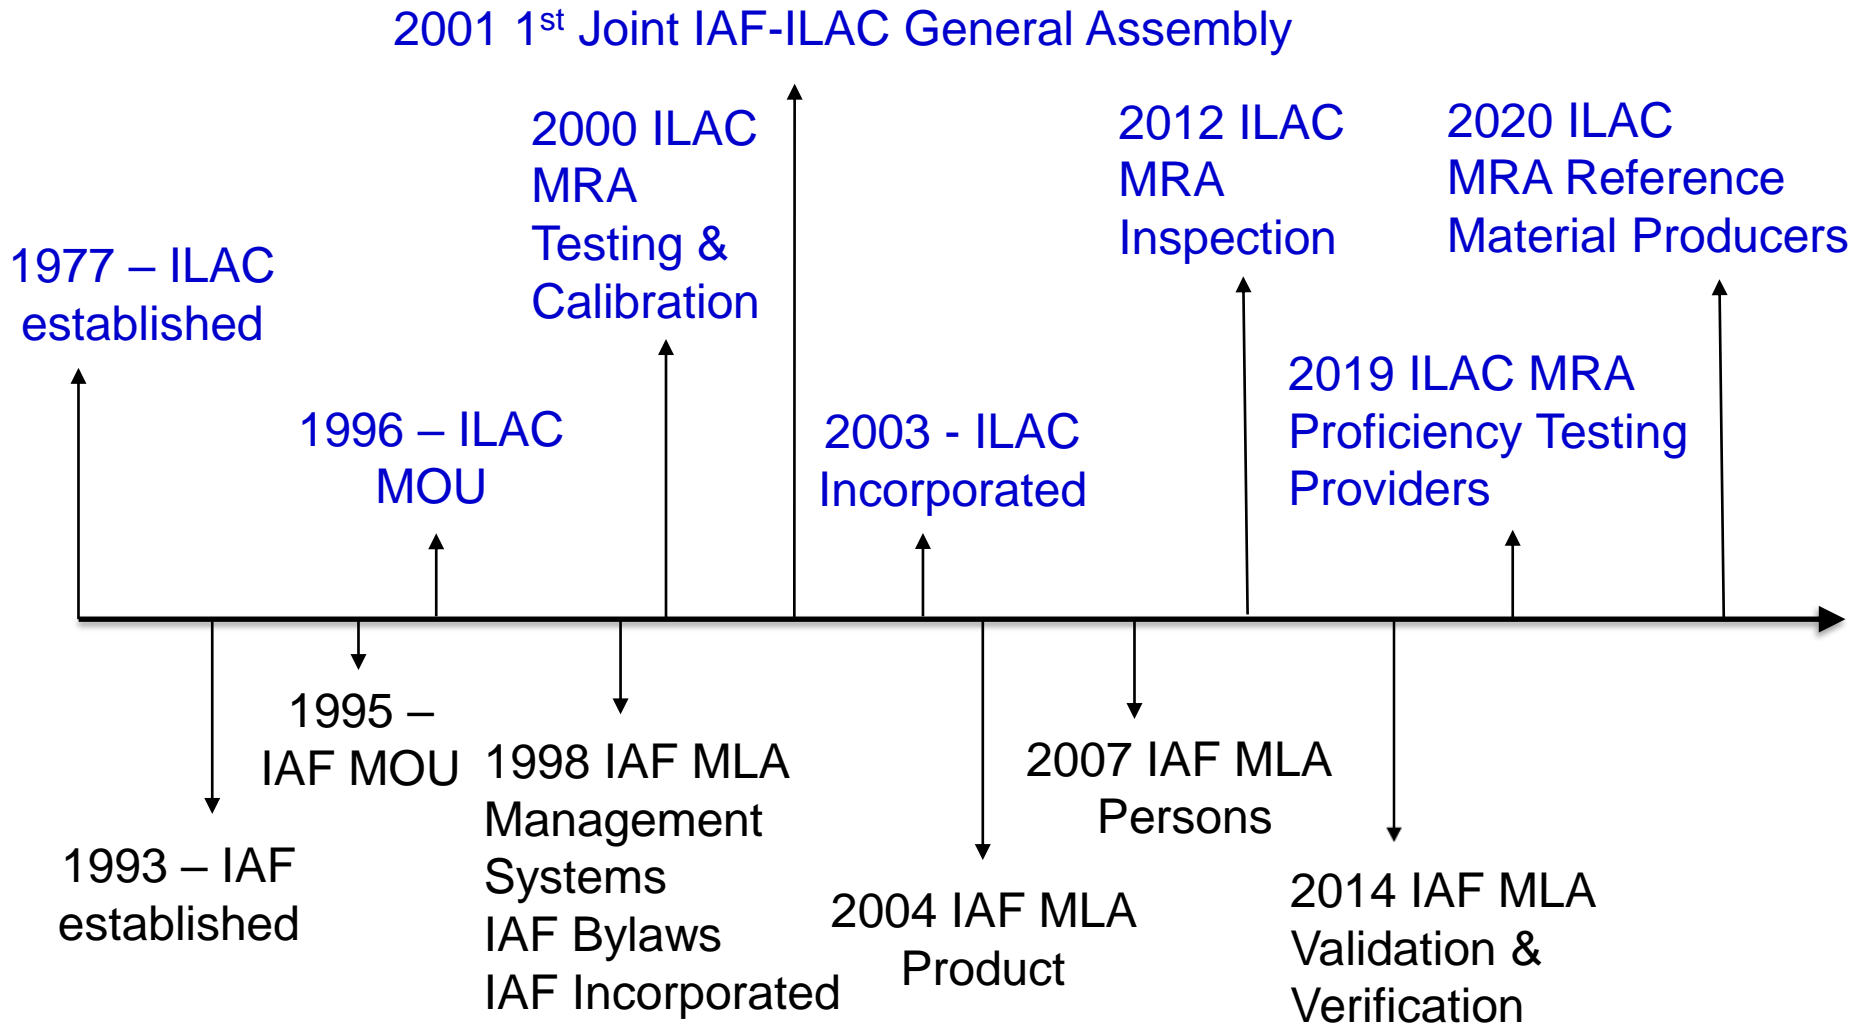 2001 1st Joint IAF-ILAC General Assembly
2000 ILAC
MRA
Testing &
Calibration
2012 ILAC
MRA
Inspection
2020 ILAC
MRA Reference
Material Producers
1977 – ILAC
established
1996 – ILAC
MOU
2003 - ILAC
Incorporated
2019 ILAC MRA
Proficiency Testing
Providers
1993 – IAF
established
1995 –
IAF MOU
1998 IAF MLA
Management
Systems
IAF Bylaws
IAF Incorporated
2004 IAF MLA
Product
2007 IAF MLA
Persons
2014 IAF MLA
Validation &
Verification